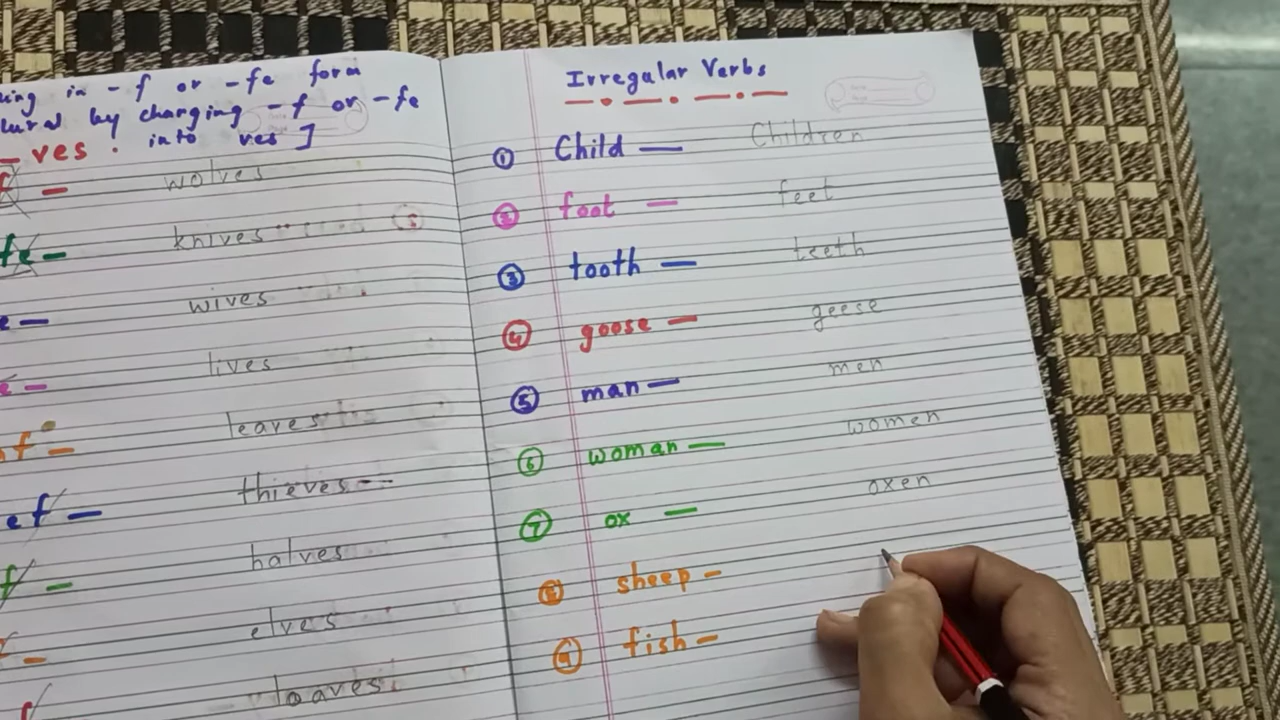 in - f or -fe form
by changing -f or -fe
- ves. into ves ]
f - wolves
fe - knives
e - wives
e - lives
f - leaves
ef - thieves
f - halves
- elves
loaves
Irregular Verbs
① Child — Children
② foot — feet
③ tooth — teeth
④ goose — geese
⑤ man — men
⑥ woman — women
⑦ ox — oxen
⑧ sheep -
⑨ fish -